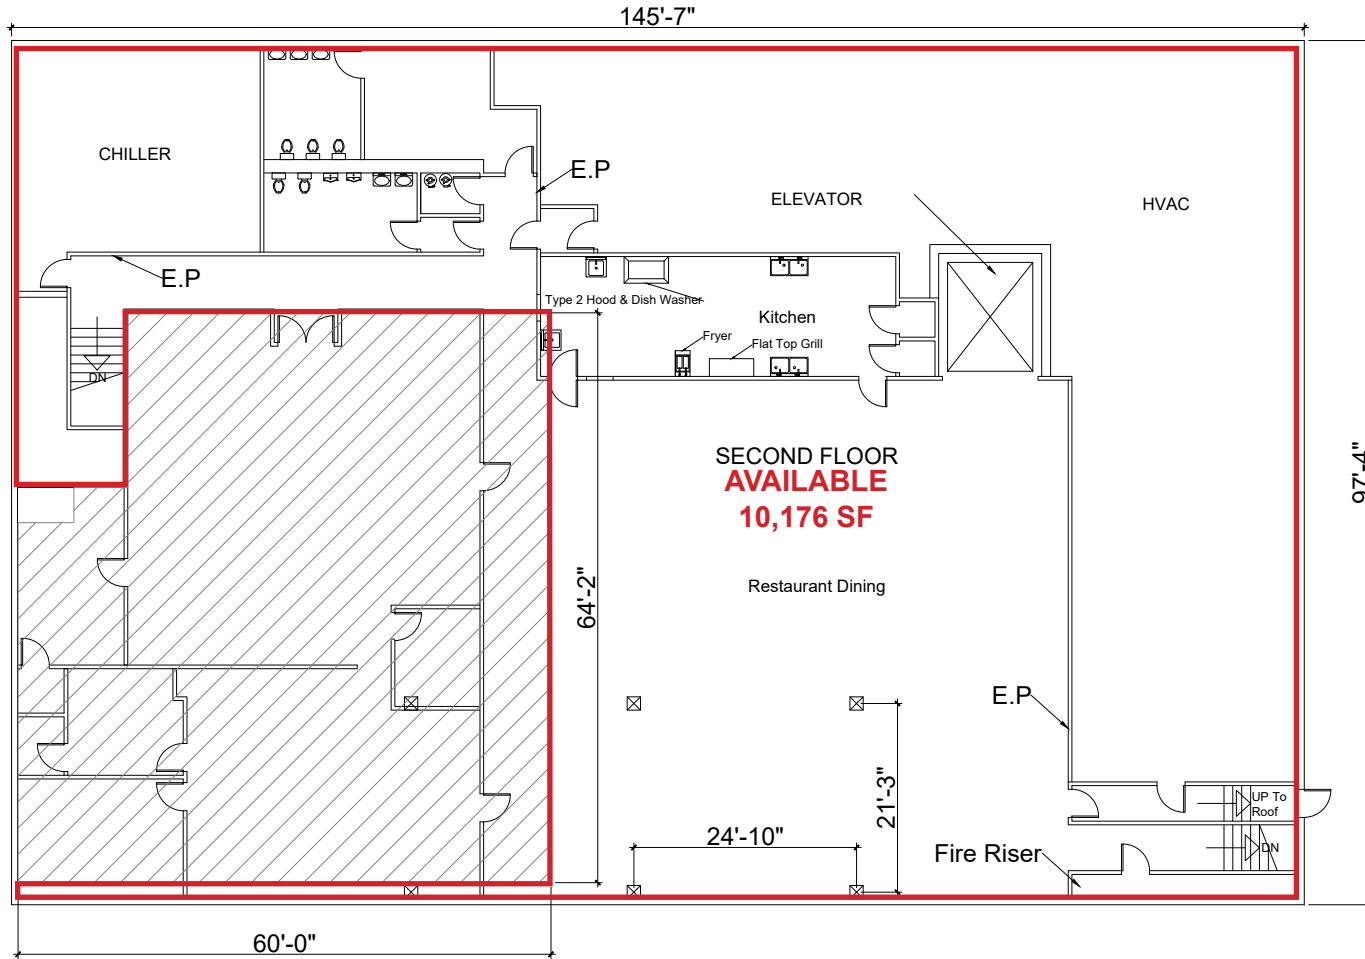 145'-7"
CHILLER
E.P
ELEVATOR
HVAC
E.P
Type 2 Hood & Dish Washer
Kitchen
Fryer
Flat Top Grill
DN
SECOND FLOOR
AVAILABLE
10,176 SF
97'-4"
64'-2"
Restaurant Dining
E.P
21'-3"
UP To
Roof
24'-10"
Fire Riser
DN
60'-0"